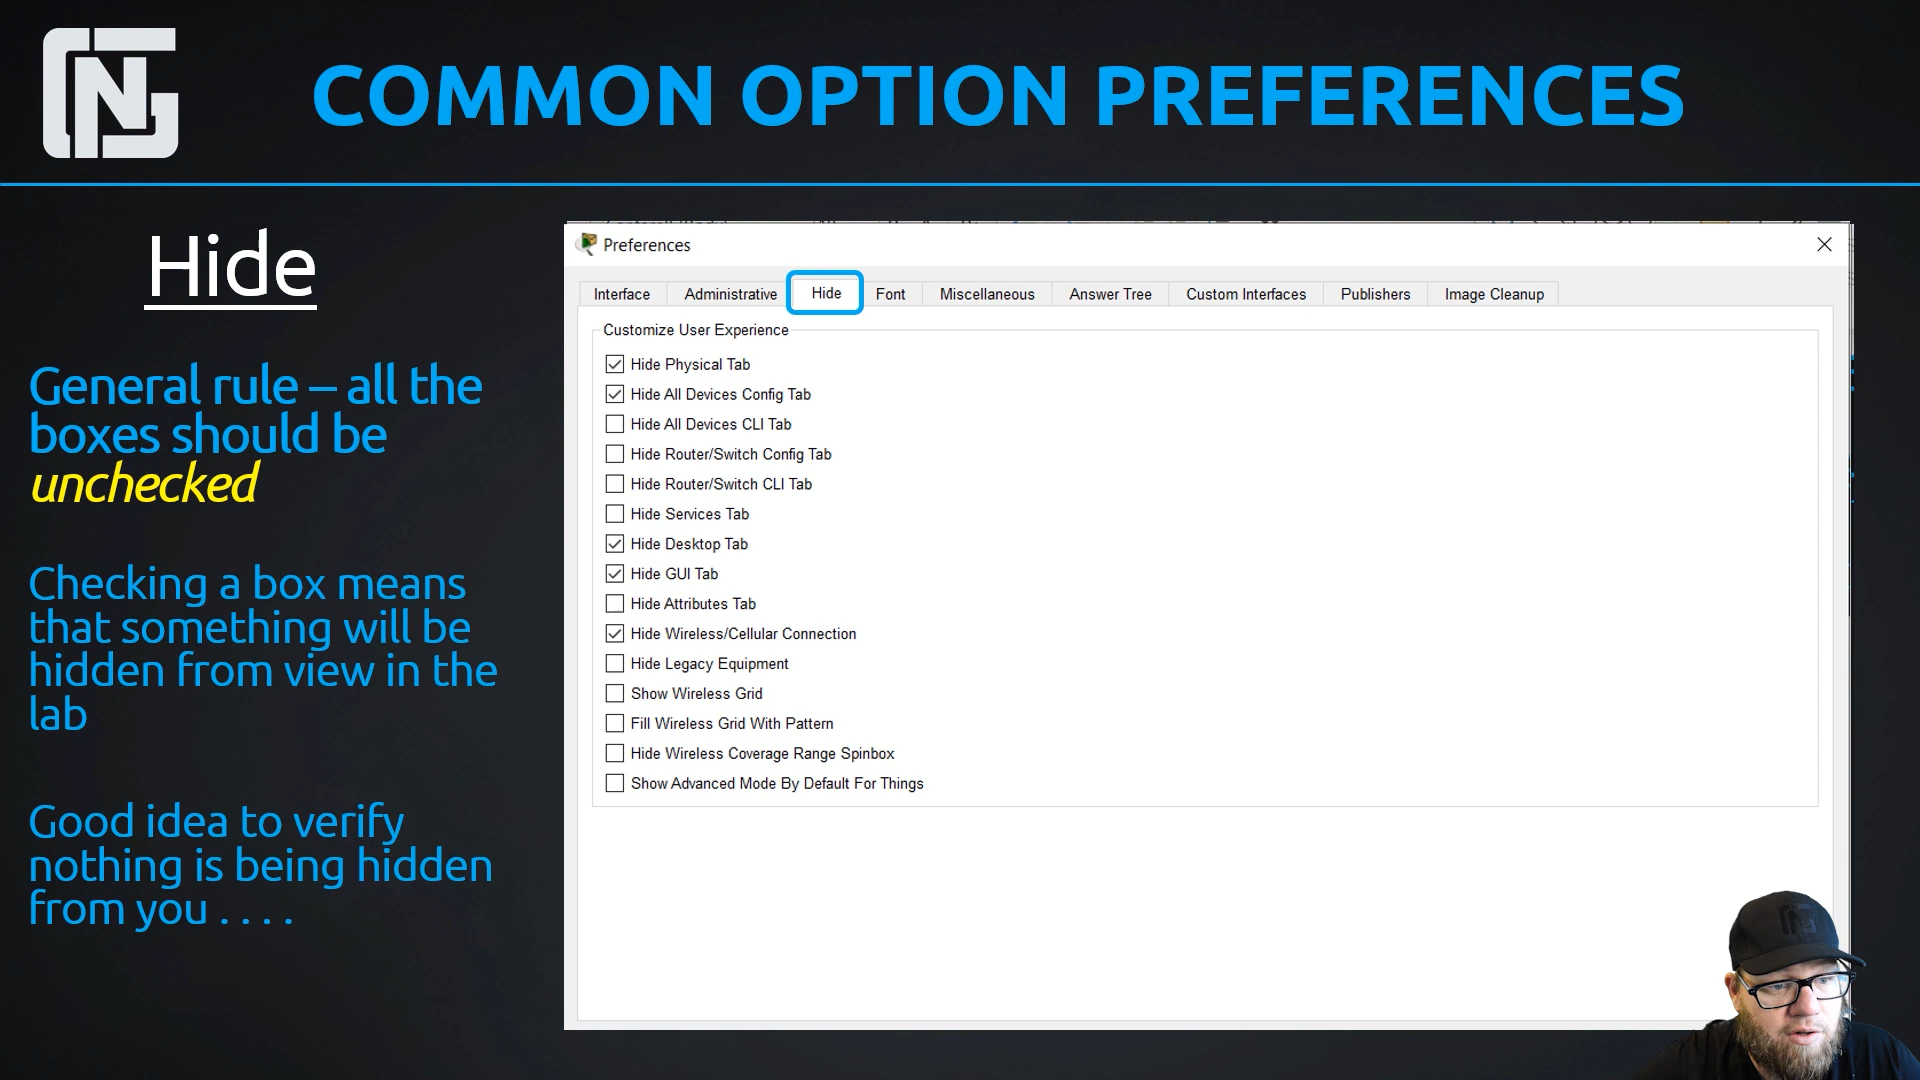 COMMON OPTION PREFERENCES
Hide
General rule – all the
boxes should be
unchecked
Checking a box means
that something will be
hidden from view in the
lab
Good idea to verify
nothing is being hidden
from you . . . .
Preferences
Interface Administrative Hide Font Miscellaneous Answer Tree Custom Interfaces Publishers Image Cleanup
Customize User Experience
Hide Physical Tab
Hide All Devices Config Tab
Hide All Devices CLI Tab
Hide Router/Switch Config Tab
Hide Router/Switch CLI Tab
Hide Services Tab
Hide Desktop Tab
Hide GUI Tab
Hide Attributes Tab
Hide Wireless/Cellular Connection
Hide Legacy Equipment
Show Wireless Grid
Fill Wireless Grid With Pattern
Hide Wireless Coverage Range Spinbox
Show Advanced Mode By Default For Things